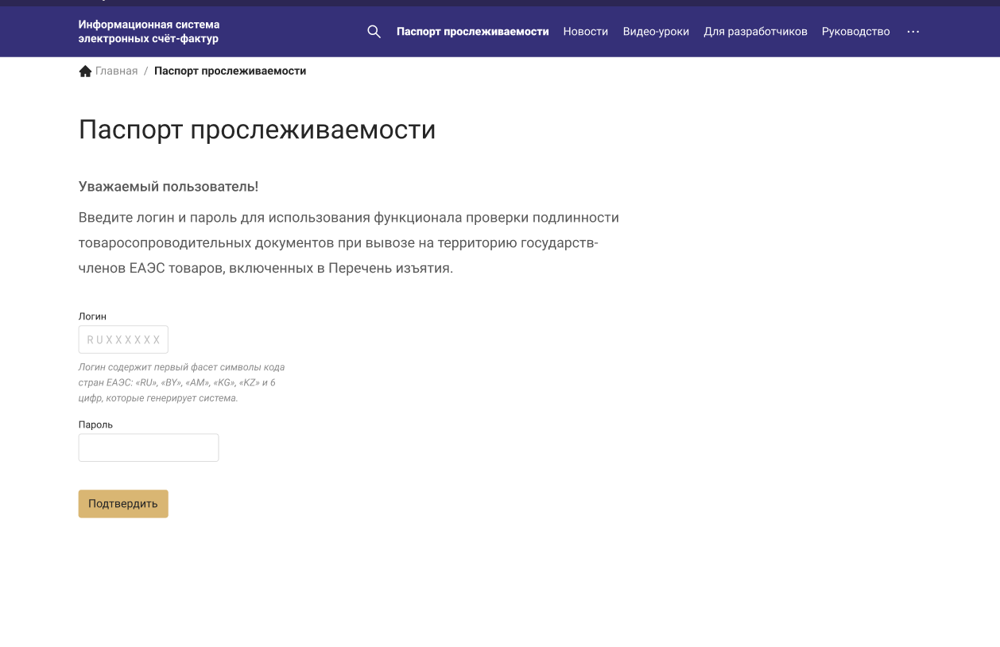 Информационная система
электронных счёт-фактур
Паспорт прослеживаемости Новости Видео-уроки Для разработчиков Руководство ...
Главная / Паспорт прослеживаемости
Паспорт прослеживаемости
Уважаемый пользователь!
Введите логин и пароль для использования функционала проверки подлинности
товаросопроводительных документов при вывозе на территорию государств-
членов ЕАЭС товаров, включенных в Перечень изъятия.
Логин
RUXXXXXX
Логин содержит первый фасет символы кода
стран ЕАЭС: «RU», «BY», «AM», «KG», «KZ» и 6
цифр, которые генерирует система.
Пароль
Подтвердить